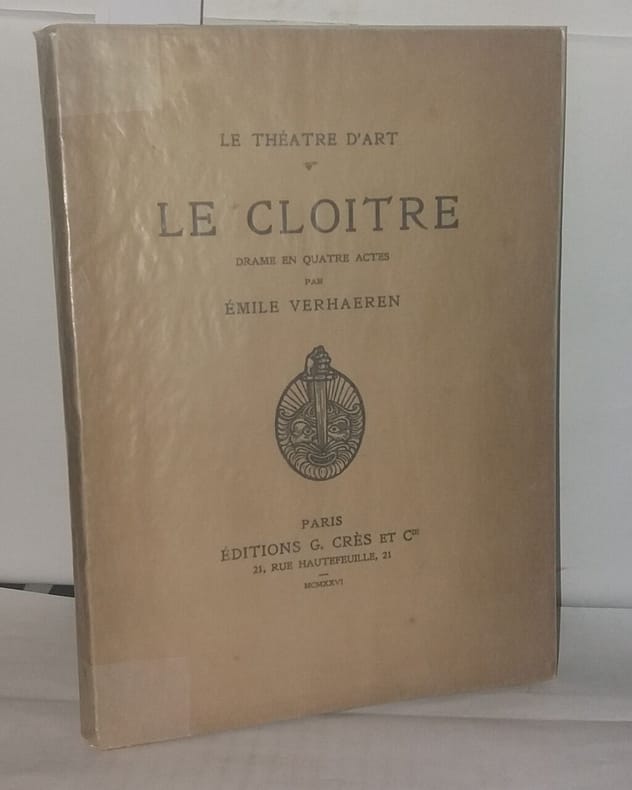 LE THÉATRE D'ART
LE CLOITRE
DRAME EN QUATRE ACTES
PAR
ÉMILE VERHAEREN
PARIS
ÉDITIONS G. CRÈS ET Cie
21, RUE HAUTEFEUILLE, 21
MCMXXVI